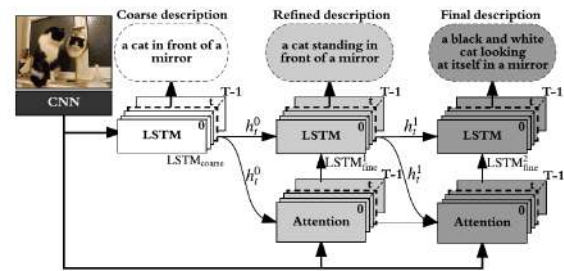 Coarse description
Refined description
Final description
a cat in front of a
mirror
a cat standing in
front of a mirror
a black and white
cat looking
at itself in a mirror
CNN
T-1
T-1
T-1
0
LSTM
LSTM_coarse
h_t^0
h_t^0
0
LSTM
LSTM_fine^1
h_t^1
h_t^1
0
LSTM
LSTM_fine^2
T-1
T-1
0
Attention
0
Attention